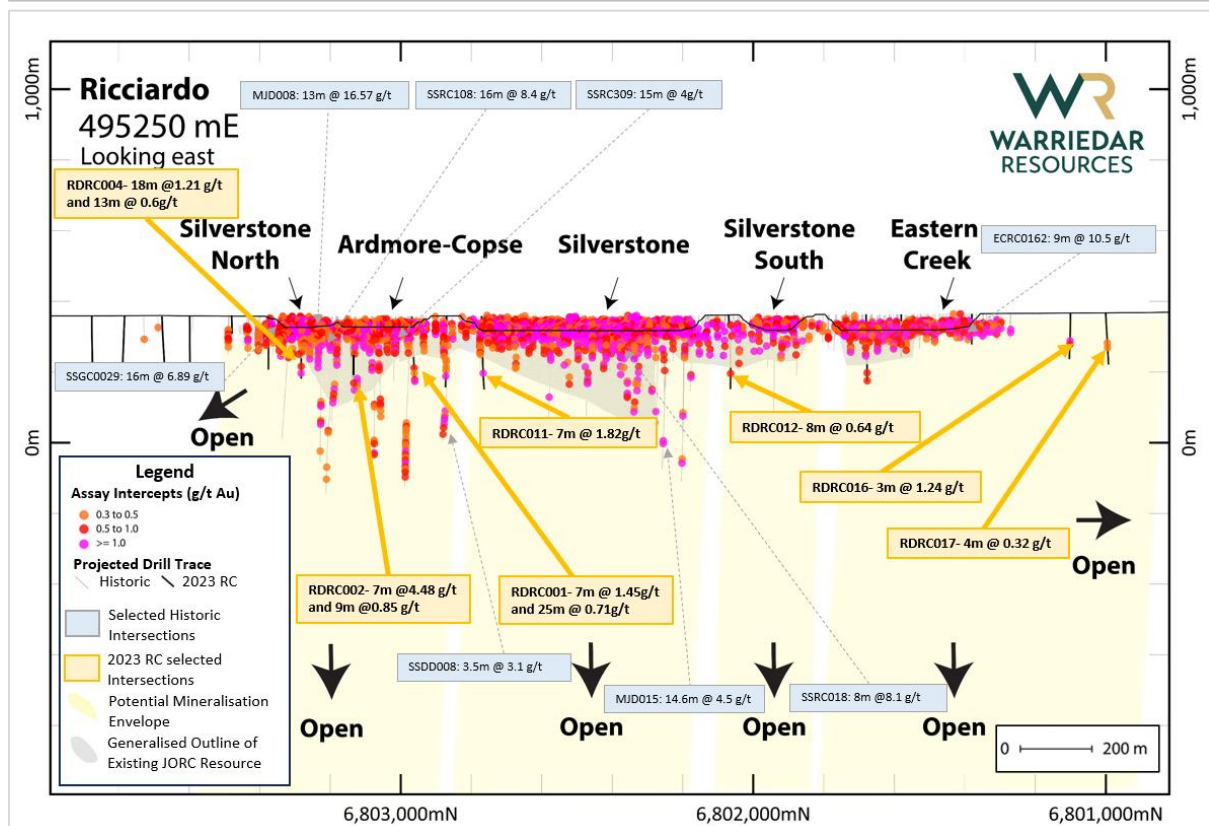 1,000m
1,000m
0m
0m
Ricciardo
495250 mE
Looking east
WR
WARRIEDAR
RESOURCES
MJD008: 13m @ 16.57 g/t
SSRC108: 16m @ 8.4 g/t
SSRC309: 15m @ 4g/t
RDRC004- 18m @1.21 g/t
and 13m @ 0.6g/t
Silverstone
North
Ardmore-Copse
Silverstone
Silverstone
South
Eastern
Creek
ECRC0162: 9m @ 10.5 g/t
SSGC0029: 16m @ 6.89 g/t
Open
RDRC011- 7m @ 1.82g/t
RDRC012- 8m @ 0.64 g/t
RDRC016- 3m @ 1.24 g/t
RDRC017- 4m @ 0.32 g/t
Open
Legend
Assay Intercepts (g/t Au)
0.3 to 0.5
0.5 to 1.0
>= 1.0
Projected Drill Trace
Historic
2023 RC
Selected Historic
Intersections
2023 RC selected
Intersections
Potential Mineralisation
Envelope
Generalised Outline of
Existing JORC Resource
RDRC002- 7m @4.48 g/t
and 9m @0.85 g/t
RDRC001- 7m @ 1.45g/t
and 25m @ 0.71g/t
SSDD008: 3.5m @ 3.1 g/t
MJD015: 14.6m @ 4.5 g/t
SSRC018: 8m @8.1 g/t
Open
Open
Open
Open
0
200 m
6,803,000mN
6,802,000mN
6,801,000mN